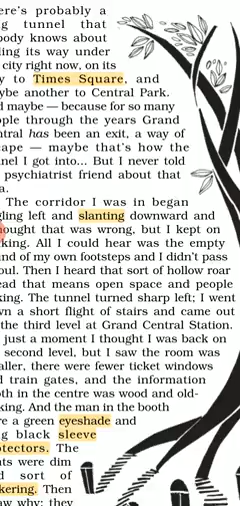 ere's probably a
ng tunnel that
body knows about
ling its way under
city right now, on its
y to Times Square, and
ybe another to Central Park.
d maybe — because for so many
ople through the years Grand
ntral has been an exit, a way of
cape — maybe that's how the
nel I got into... But I never told
psychiatrist friend about that
a.
The corridor I was in began
gling left and slanting downward and
hought that was wrong, but I kept on
king. All I could hear was the empty
und of my own footsteps and I didn't pass
oul. Then I heard that sort of hollow roar
ead that means open space and people
king. The tunnel turned sharp left; I went
wn a short flight of stairs and came out
the third level at Grand Central Station.
just a moment I thought I was back on
second level, but I saw the room was
aller, there were fewer ticket windows
d train gates, and the information
oth in the centre was wood and old-
king. And the man in the booth
re a green eyeshade and
g black sleeve
otectors. The
hts were dim
d sort of
kering. Then
aw why: they